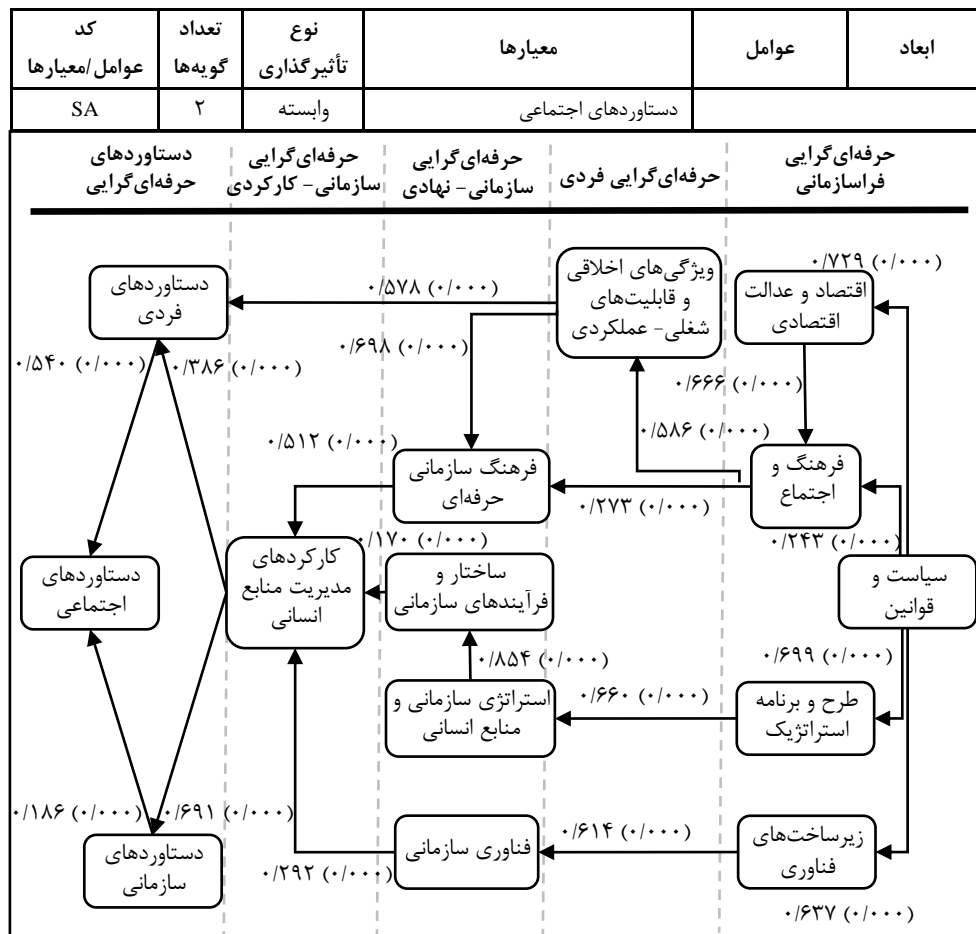 ابعاد
عوامل
معیارها
نوع
تأثیرگذاری
تعداد
گویه‌ها
کد
عوامل/معیارها
دستاوردهای اجتماعی
وابسته
۲
SA
حرفه‌ای‌گرایی
فراسازمانی
حرفه‌ای‌گرایی فردی
حرفه‌ای‌گرایی
سازمانی- نهادی
حرفه‌ای‌گرایی
سازمانی- کارکردی
دستاوردهای
حرفه‌ای‌گرایی
۰/۷۲۹ (۰/۰۰۰)
اقتصاد و عدالت
اقتصادی
ویژگی‌های اخلاقی
و قابلیت‌های
شغلی- عملکردی
۰/۵۷۸ (۰/۰۰۰)
دستاوردهای
فردی
۰/۶۹۸ (۰/۰۰۰)
۰/۳۸۶ (۰/۰۰۰)
۰/۵۴۰ (۰/۰۰۰)
۰/۶۶۶ (۰/۰۰۰)
۰/۵۸۶ (۰/۰۰۰)
۰/۵۱۲ (۰/۰۰۰)
فرهنگ و
اجتماع
فرهنگ سازمانی
حرفه‌ای
۰/۲۷۳ (۰/۰۰۰)
۰/۲۴۳ (۰/۰۰۰)
۰/۱۷۰ (۰/۰۰۰)
سیاست و
قوانین
ساختار و
فرآیندهای سازمانی
کارکردهای
مدیریت منابع
انسانی
دستاوردهای
اجتماعی
۰/۶۹۹ (۰/۰۰۰)
۰/۸۵۴ (۰/۰۰۰)
۰/۶۶۰ (۰/۰۰۰)
طرح و برنامه
استراتژیک
استراتژی سازمانی و
منابع انسانی
۰/۶۹۱ (۰/۰۰۰)
۰/۱۸۶ (۰/۰۰۰)
زیرساخت‌های
فناوری
۰/۶۱۴ (۰/۰۰۰)
فناوری سازمانی
۰/۲۹۲ (۰/۰۰۰)
دستاوردهای
سازمانی
۰/۶۳۷ (۰/۰۰۰)